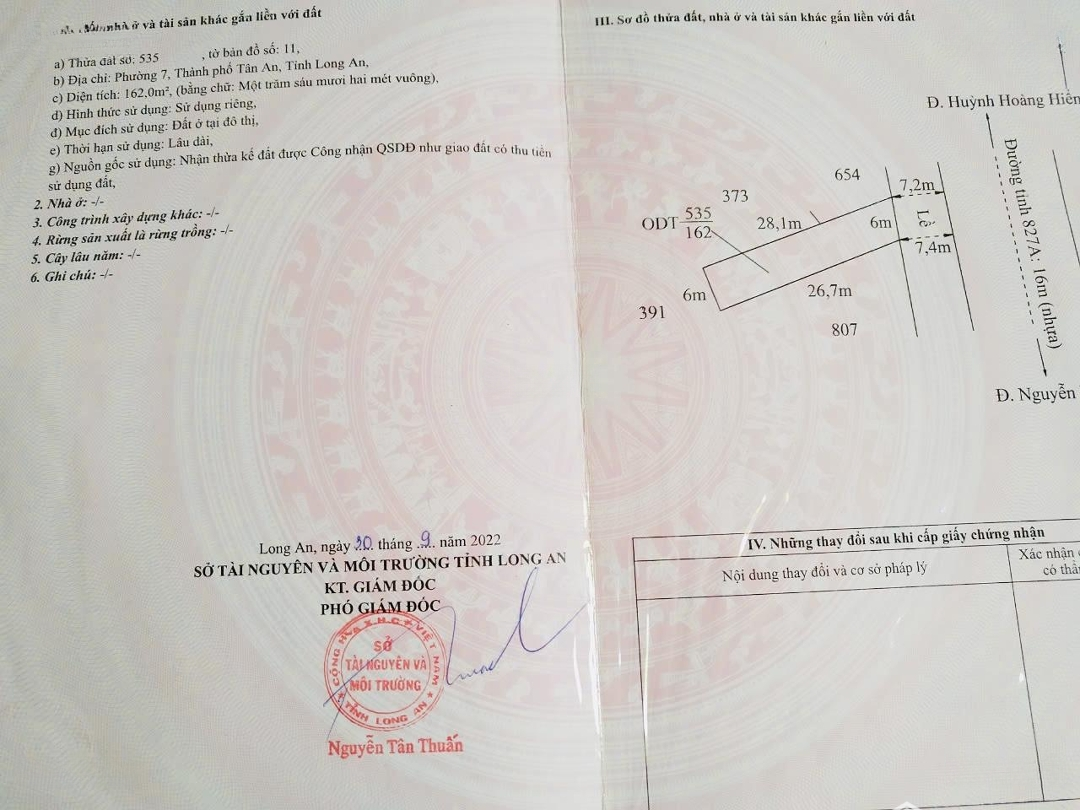 nhà ở và tài sản khác gắn liền với đất
a) Thửa đất số: 535 , tờ bản đồ số: 11,
b) Địa chỉ: Phường 7, Thành phố Tân An, Tỉnh Long An,
c) Diện tích: 162,0m², (bằng chữ: Một trăm sáu mươi hai mét vuông),
d) Hình thức sử dụng: Sử dụng riêng,
đ) Mục đích sử dụng: Đất ở tại đô thị,
e) Thời hạn sử dụng: Lâu dài,
g) Nguồn gốc sử dụng: Nhận thừa kế đất được Công nhận QSDĐ như giao đất có thu tiền
sử dụng đất,
2. Nhà ở: -/-
3. Công trình xây dựng khác: -/-
4. Rừng sản xuất là rừng trồng: -/-
5. Cây lâu năm: -/-
6. Ghi chú: -/-
Long An, ngày 30 tháng 9 năm 2022
SỞ TÀI NGUYÊN VÀ MÔI TRƯỜNG TỈNH LONG AN
KT. GIÁM ĐỐC
PHÓ GIÁM ĐỐC
CỘNG HÒA X.H.C.N VIỆT NAM
SỞ
TÀI NGUYÊN VÀ
MÔI TRƯỜNG
TỈNH LONG AN
Nguyễn Tân Thuấn
III. Sơ đồ thửa đất, nhà ở và tài sản khác gắn liền với đất
Đ. Huỳnh Hoàng Hiển
654
7,2m
373
ODT 535
162
28,1m
6m
Lề
7,4m
Đường tỉnh 827A: 16m (nhựa)
6m
26,7m
391
807
Đ. Nguyễn
IV. Những thay đổi sau khi cấp giấy chứng nhận
Nội dung thay đổi và cơ sở pháp lý
Xác nhận
có thẩ